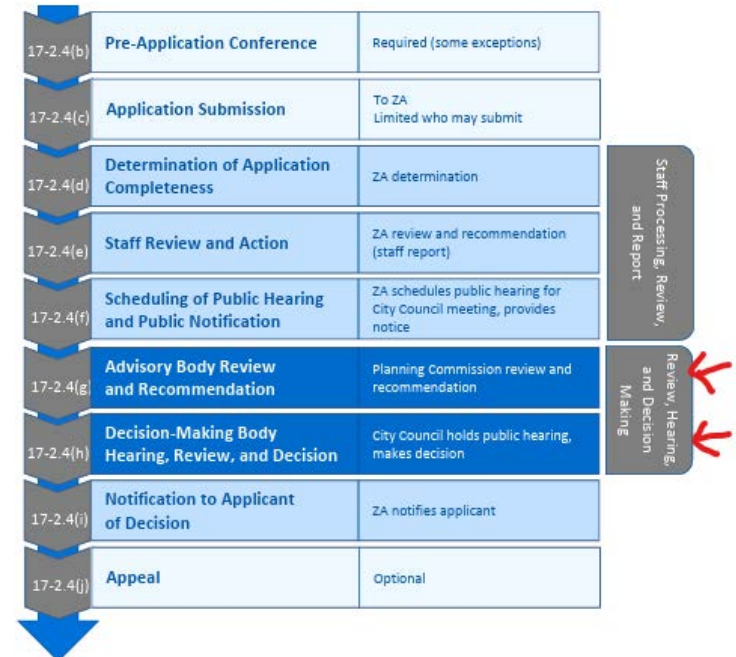 17-2.4(b)
Pre-Application Conference
Required (some exceptions)
17-2.4(c)
Application Submission
To ZA
Limited who may submit
17-2.4(d)
Determination of Application
Completeness
ZA determination
17-2.4(e)
Staff Review and Action
ZA review and recommendation
(staff report)
17-2.4(f)
Scheduling of Public Hearing
and Public Notification
ZA schedules public hearing for
City Council meeting, provides
notice
Staff Processing, Review,
and Report
17-2.4(g)
Advisory Body Review
and Recommendation
Planning Commission review and
recommendation
17-2.4(h)
Decision-Making Body
Hearing, Review, and Decision
City Council holds public hearing,
makes decision
Review, Hearing,
and Decision
Making
17-2.4(i)
Notification to Applicant
of Decision
ZA notifies applicant
17-2.4(j)
Appeal
Optional